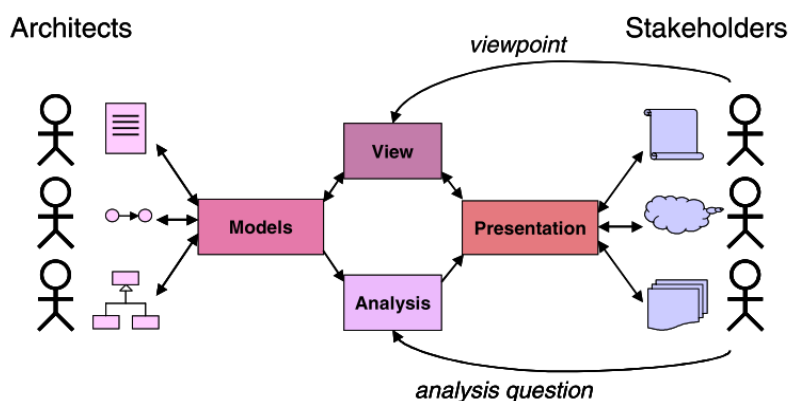 Architects
Stakeholders
viewpoint
View
Models
Presentation
Analysis
analysis question